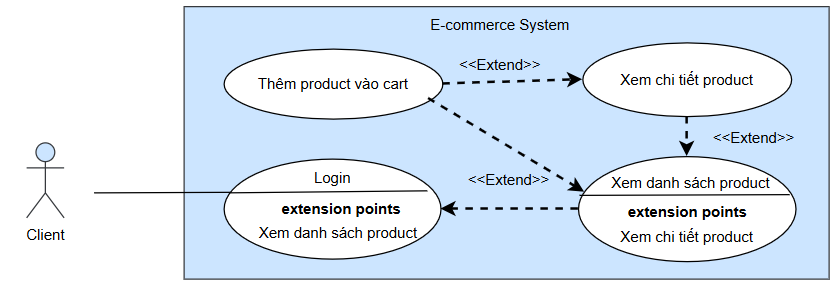 E-commerce System
Thêm product vào cart
<<Extend>>
Xem chi tiết product
<<Extend>>
Client
Login
extension points
Xem danh sách product
<<Extend>>
Xem danh sách product
extension points
Xem chi tiết product